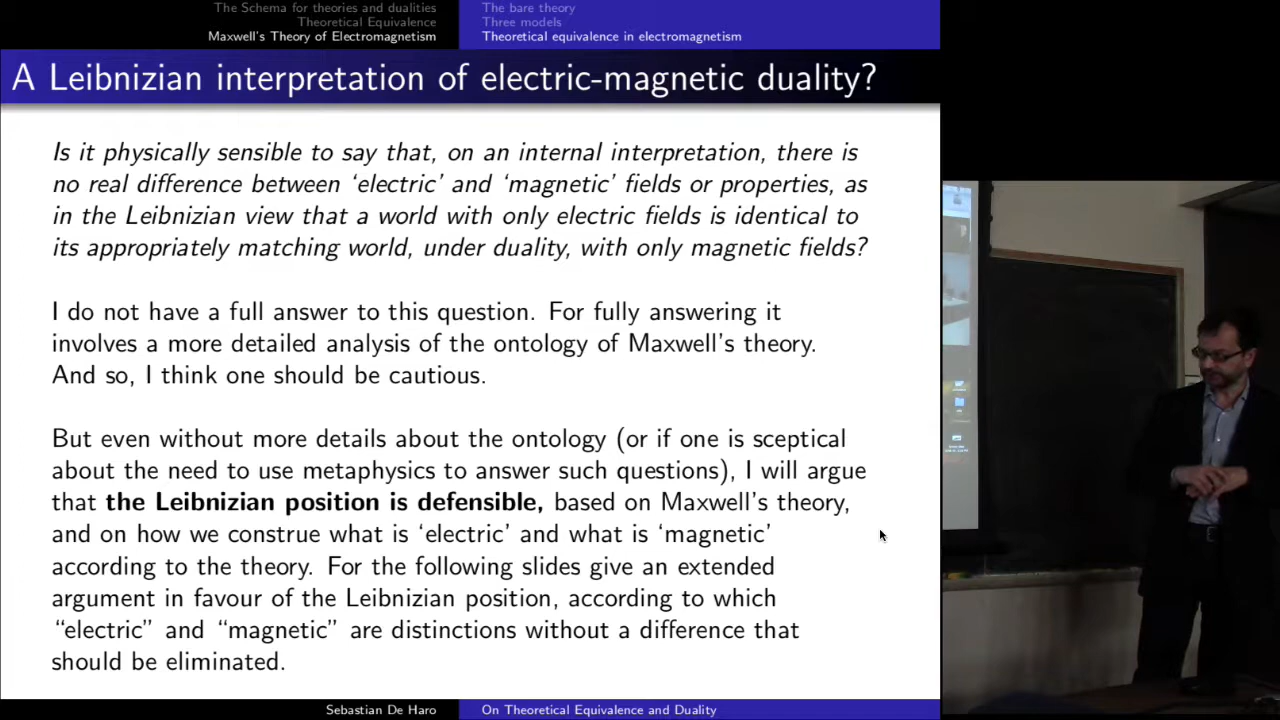 The Schema for theories and dualities
Theoretical Equivalence
Maxwell's Theory of Electromagnetism
The bare theory
Three models
Theoretical equivalence in electromagnetism
A Leibnizian interpretation of electric-magnetic duality?
Is it physically sensible to say that, on an internal interpretation, there is
no real difference between ‘electric’ and ‘magnetic’ fields or properties, as
in the Leibnizian view that a world with only electric fields is identical to
its appropriately matching world, under duality, with only magnetic fields?
I do not have a full answer to this question. For fully answering it
involves a more detailed analysis of the ontology of Maxwell's theory.
And so, I think one should be cautious.
But even without more details about the ontology (or if one is sceptical
about the need to use metaphysics to answer such questions), I will argue
that the Leibnizian position is defensible, based on Maxwell's theory,
and on how we construe what is ‘electric’ and what is ‘magnetic’
according to the theory. For the following slides give an extended
argument in favour of the Leibnizian position, according to which
“electric” and “magnetic” are distinctions without a difference that
should be eliminated.
Sebastian De Haro
On Theoretical Equivalence and Duality